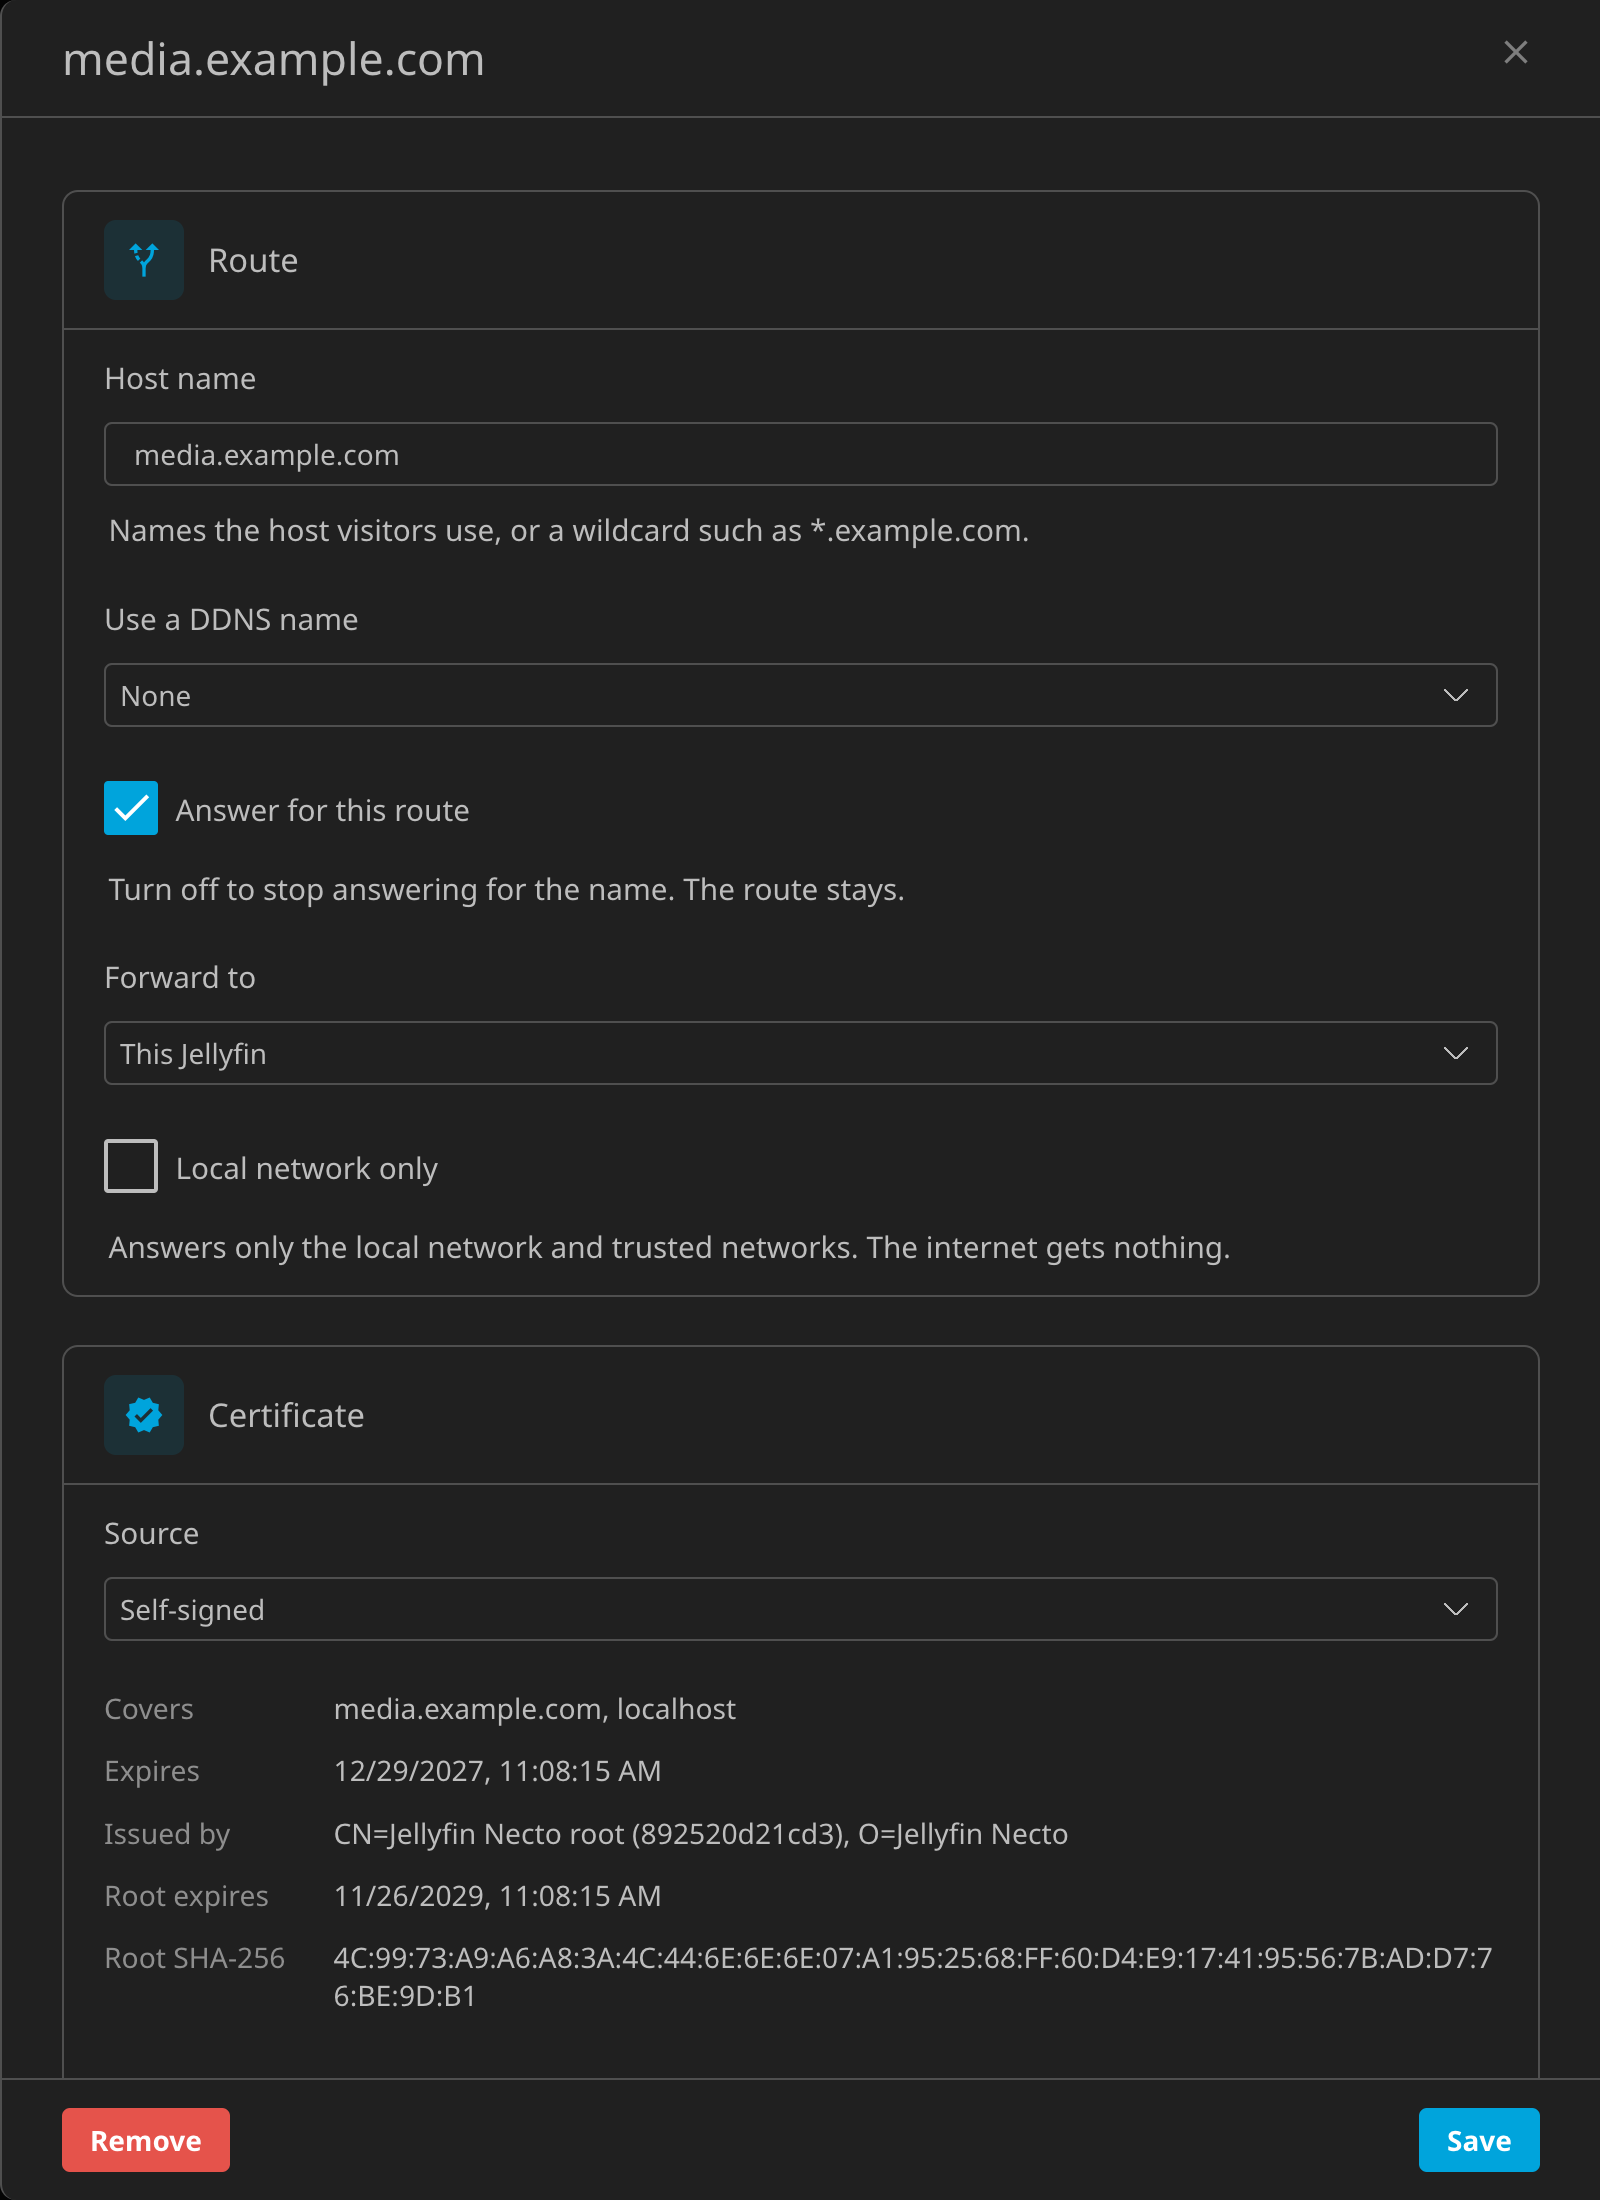 media.example.com
Route
Host name
media.example.com
Names the host visitors use, or a wildcard such as *.example.com.
Use a DDNS name
None
Answer for this route
Turn off to stop answering for the name. The route stays.
Forward to
This Jellyfin
Local network only
Answers only the local network and trusted networks. The internet gets nothing.
Certificate
Source
Self-signed
Covers media.example.com, localhost
Expires 12/29/2027, 11:08:15 AM
Issued by CN=Jellyfin Necto root (892520d21cd3), O=Jellyfin Necto
Root expires 11/26/2029, 11:08:15 AM
Root SHA-256 4C:99:73:A9:A6:A8:3A:4C:44:6E:6E:6E:07:A1:95:25:68:FF:60:D4:E9:17:41:95:56:7B:AD:D7:7
6:BE:9D:B1
Remove Save